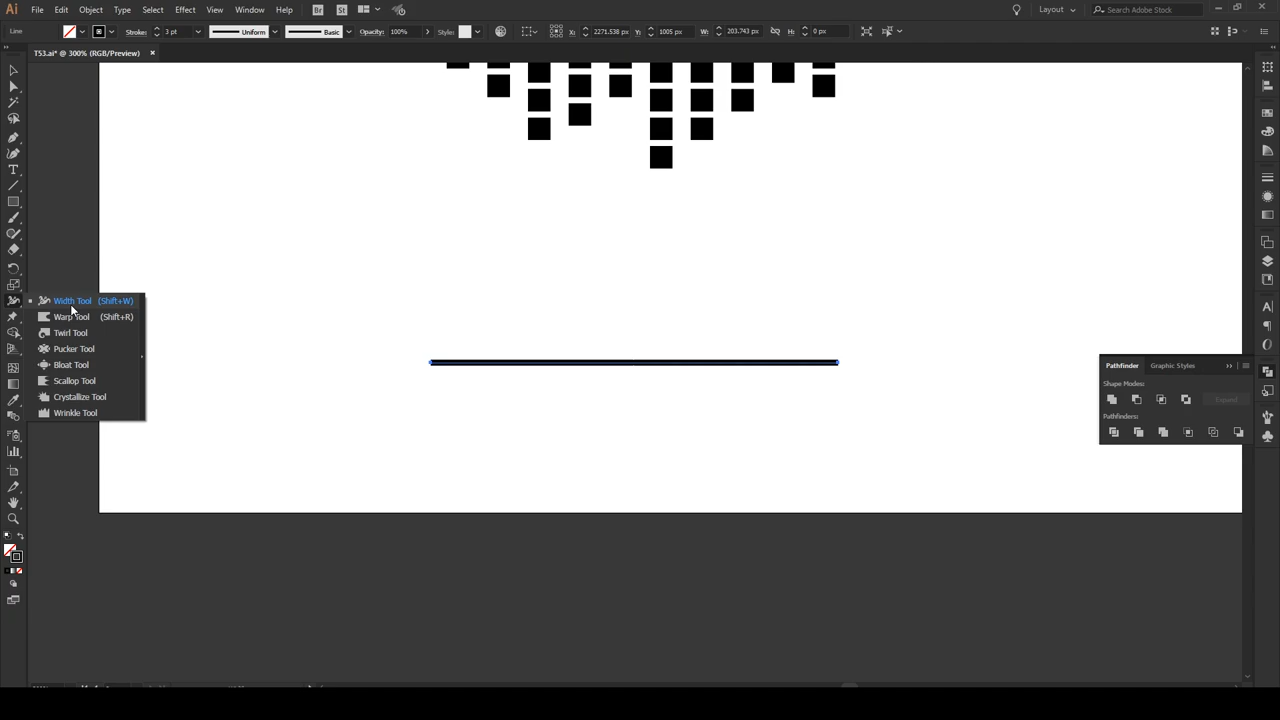 Ai File Edit Object Type Select Effect View Window Help Br St Layout Search Adobe Stock
Line Stroke: 3 pt Uniform Basic Opacity: 100% Style: X: 2271.538 px Y: 1005 px W: 203.743 px H: 0 px
T53.ai* @ 300% (RGB/Preview)
Width Tool (Shift+W)
Warp Tool (Shift+R)
Twirl Tool
Pucker Tool
Bloat Tool
Scallop Tool
Crystallize Tool
Wrinkle Tool
Pathfinder Graphic Styles
Shape Modes:
Expand
Pathfinders: